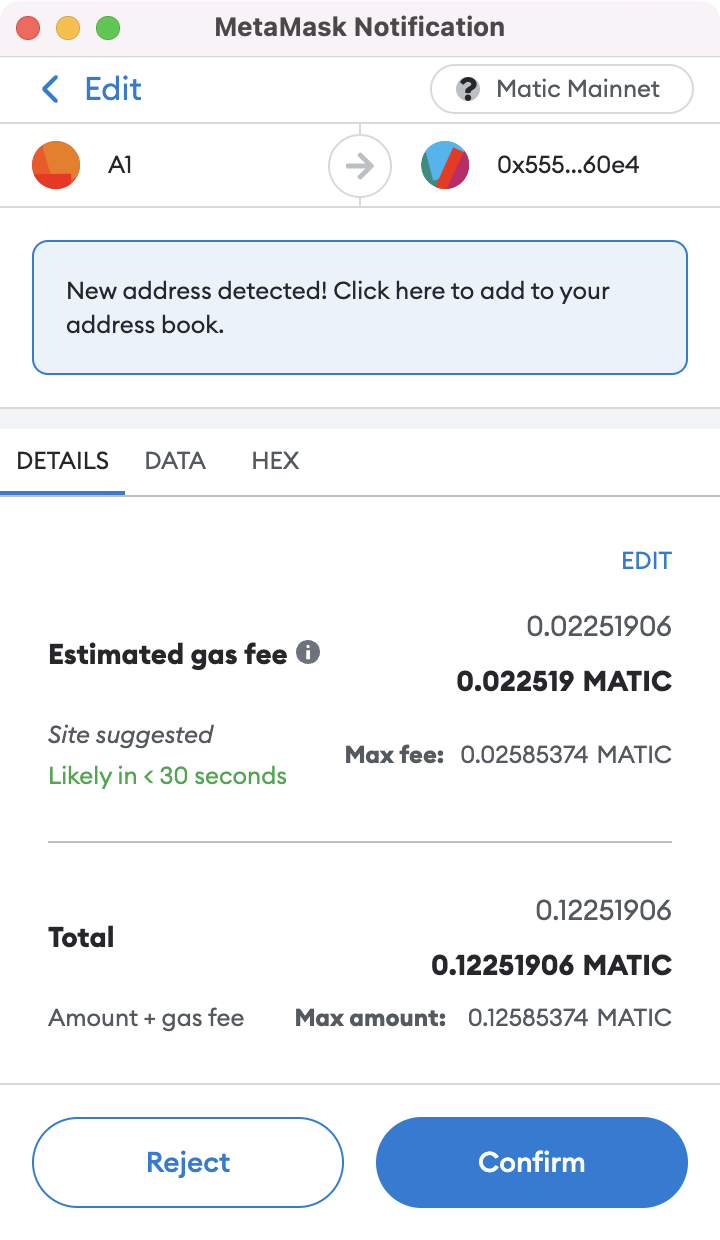 MetaMask Notification
Edit
? Matic Mainnet
A1
0x555...60e4
New address detected! Click here to add to your
address book.
DETAILS
DATA
HEX
EDIT
Estimated gas fee
0.02251906
0.022519 MATIC
Site suggested
Likely in < 30 seconds
Max fee: 0.02585374 MATIC
Total
0.12251906
0.12251906 MATIC
Amount + gas fee
Max amount: 0.12585374 MATIC
Reject
Confirm